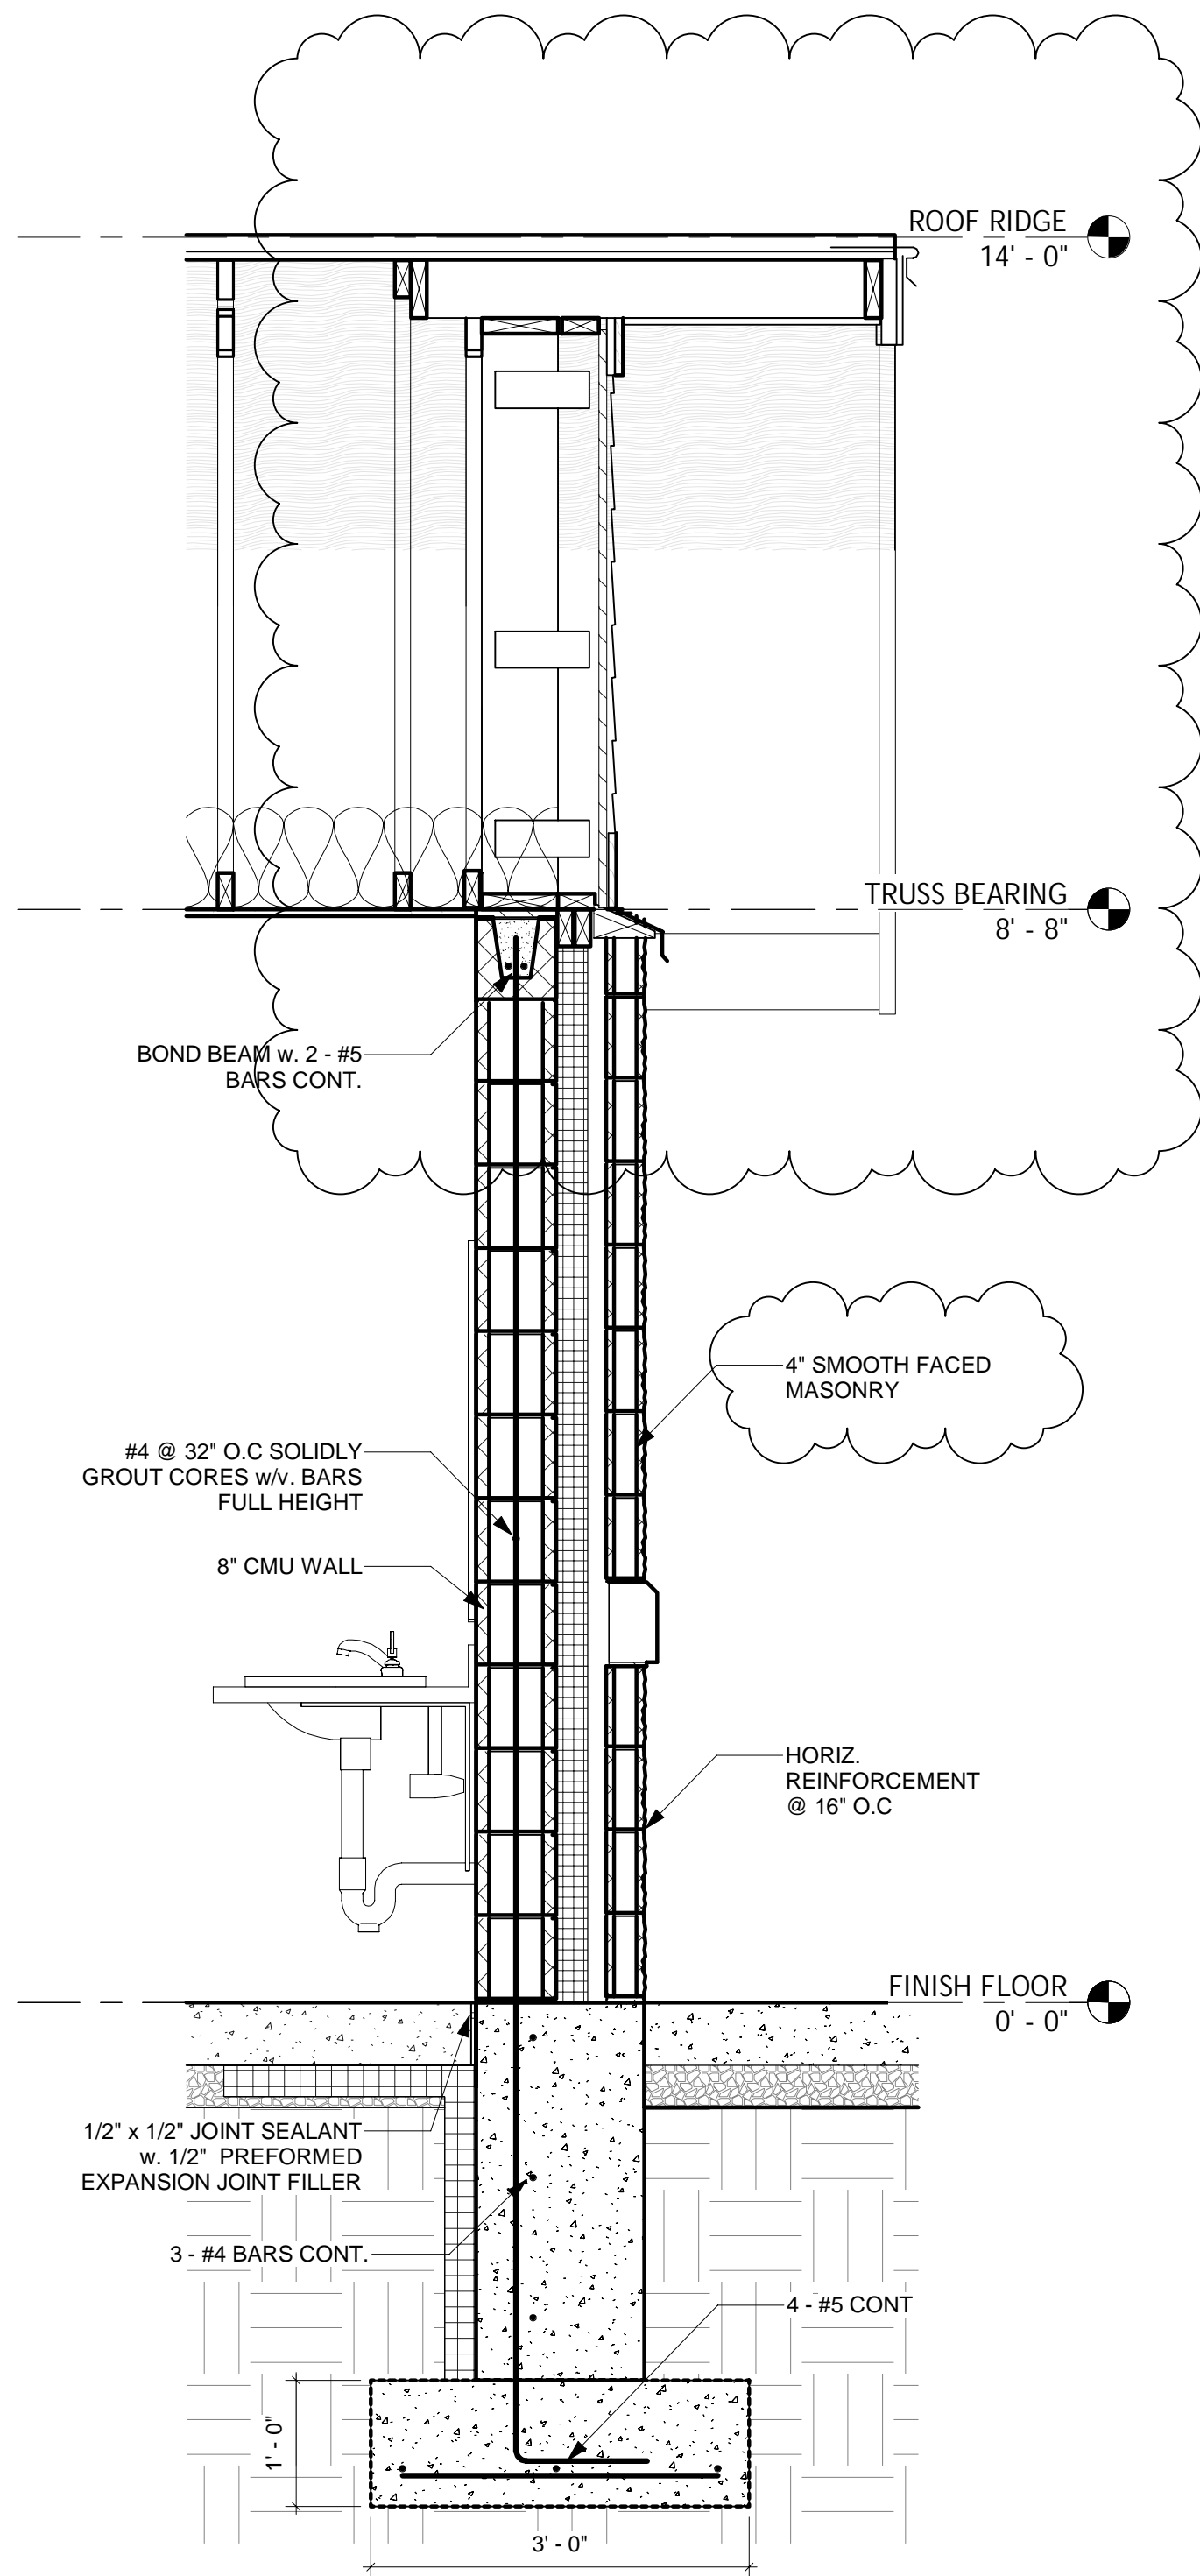 ROOF RIDGE
14' - 0"
TRUSS BEARING
8' - 8"
BOND BEAM w. 2 - #5
BARS CONT.
4" SMOOTH FACED
MASONRY
#4 @ 32" O.C SOLIDLY
GROUT CORES w/v. BARS
FULL HEIGHT
8" CMU WALL
HORIZ.
REINFORCEMENT
@ 16" O.C
FINISH FLOOR
0' - 0"
1/2" x 1/2" JOINT SEALANT
w. 1/2" PREFORMED
EXPANSION JOINT FILLER
3 - #4 BARS CONT.
4 - #5 CONT
1' - 0"
3' - 0"